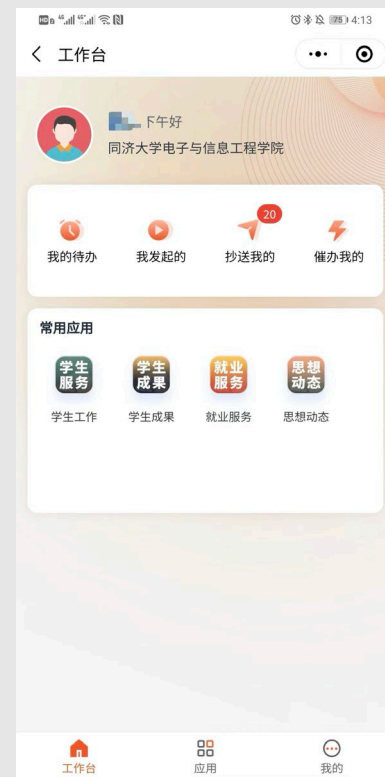 HD B 4G 4G 75 4:13
工作台
下午好
同济大学电子与信息工程学院
20
我的待办 我发起的 抄送我的 催办我的
常用应用
学生 学生 就业 思想
服务 成果 服务 动态
学生工作 学生成果 就业服务 思想动态
工作台 应用 我的